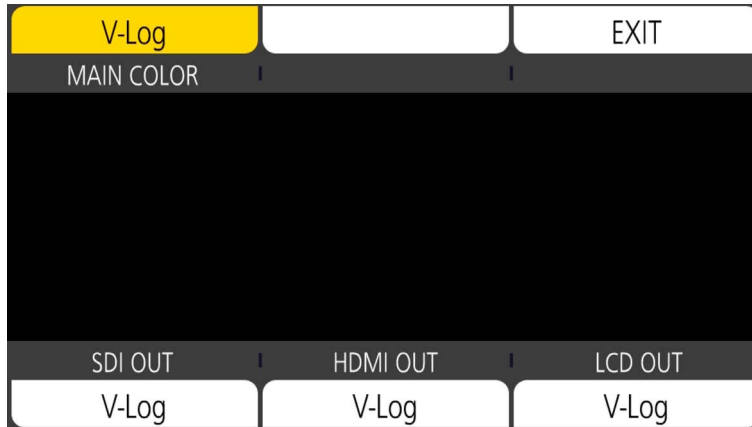 V-Log EXIT
MAIN COLOR
SDI OUT HDMI OUT LCD OUT
V-Log V-Log V-Log